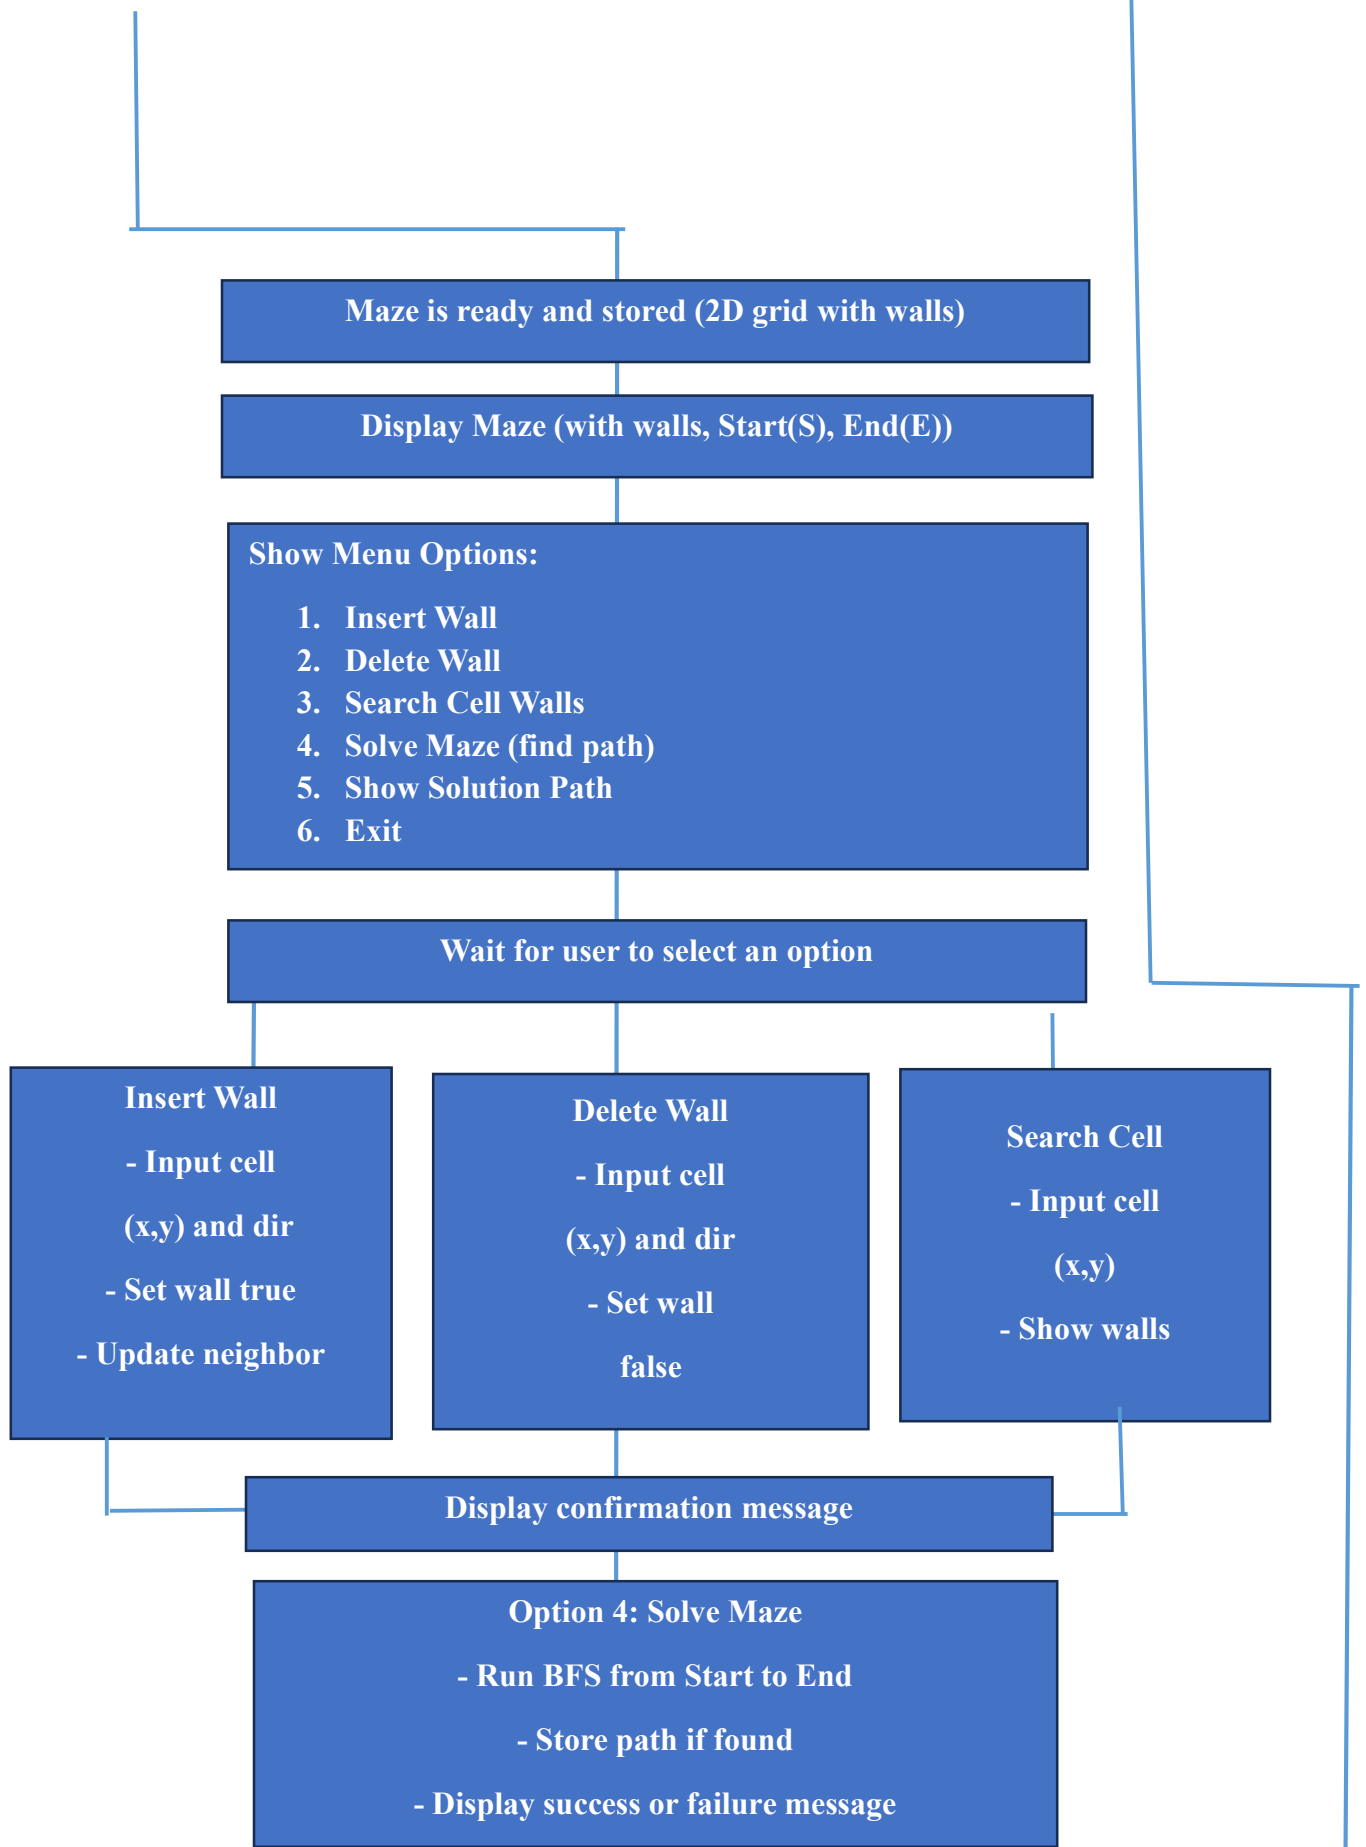 Maze is ready and stored (2D grid with walls)
Display Maze (with walls, Start(S), End(E))
Show Menu Options:
1. Insert Wall
2. Delete Wall
3. Search Cell Walls
4. Solve Maze (find path)
5. Show Solution Path
6. Exit
Wait for user to select an option
Insert Wall
- Input cell
(x,y) and dir
- Set wall true
- Update neighbor
Delete Wall
- Input cell
(x,y) and dir
- Set wall
false
Search Cell
- Input cell
(x,y)
- Show walls
Display confirmation message
Option 4: Solve Maze
- Run BFS from Start to End
- Store path if found
- Display success or failure message